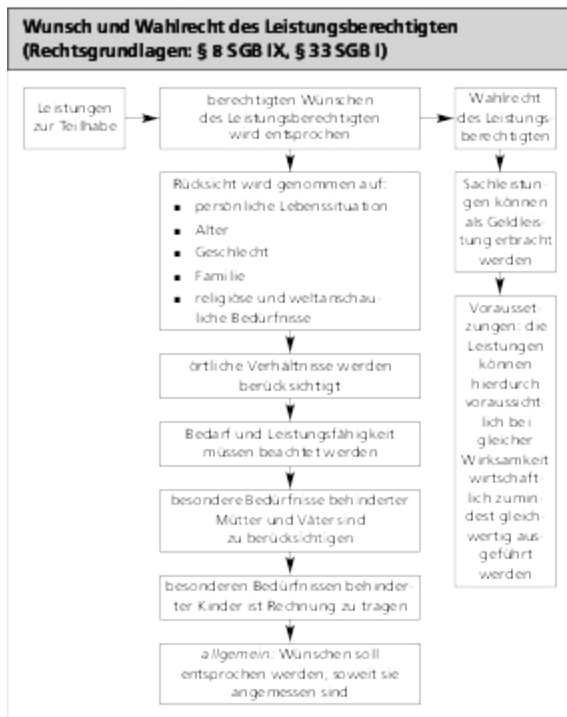 Wunsch und Wahlrecht des Leistungsberechtigten
(Rechtsgrundlagen: § 8 SGB IX, § 33 SGB I)
Leistungen
zur Teilhabe
berechtigten Wünschen
des Leistungsberechtigten
wird entsprochen
Wahlrecht
des Leistungs-
berechtigten
Rücksicht wird genommen auf:
■ persönliche Lebenssituation
■ Alter
■ Geschlecht
■ Familie
■ religiöse und weltanschau-
liche Bedürfnisse
Sachleistun-
gen können
als Geldleis-
tung erbracht
werden
örtliche Verhältnisse werden
berücksichtigt
Bedarf und Leistungsfähigkeit
müssen beachtet werden
besondere Bedürfnisse behinderter
Mütter und Väter sind
zu berücksichtigen
besonderen Bedürfnissen behinder-
ter Kinder ist Rechnung zu tragen
allgemein: Wünschen soll
entsprochen werden, soweit sie
angemessen sind
Vorausset-
zungen: die
Leistungen
können
hierdurch
voraussicht-
lich bei
gleicher
Wirksamkeit
wirtschaft-
lich zumin-
dest gleich-
wertig aus-
geführt
werden